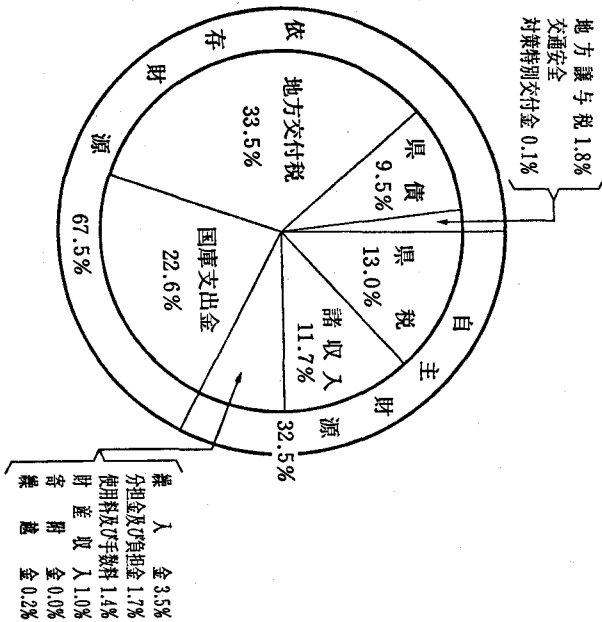 地方譲与税 1.8%
交通安全
対策特別交付金 0.1%
自主財源 32.5%
県税
13.0%
諸収入
11.7%
繰入金 3.5%
分担金及び負担金 1.7%
使用料及び手数料 1.4%
財産収入 1.0%
寄附金 0.0%
繰越金 0.2%
依存財源 67.5%
国庫支出金
22.6%
地方交付税
33.5%
県債
9.5%